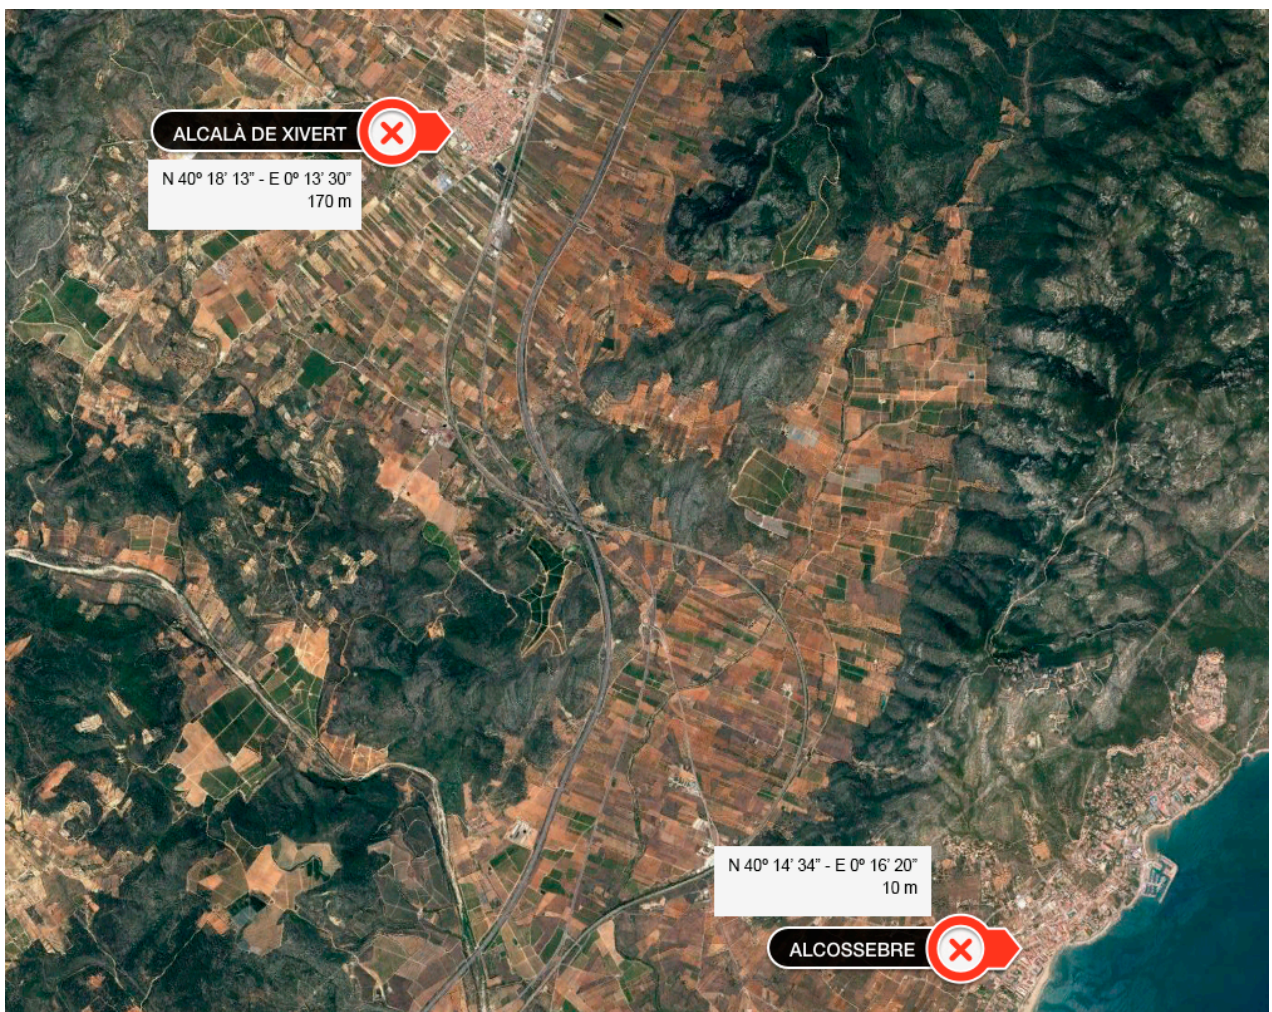 ALCALÀ DE XIVERT
N 40º 18’ 13” - E 0º 13’ 30”
170 m
N 40º 14’ 34” - E 0º 16’ 20”
10 m
ALCOSSEBRE